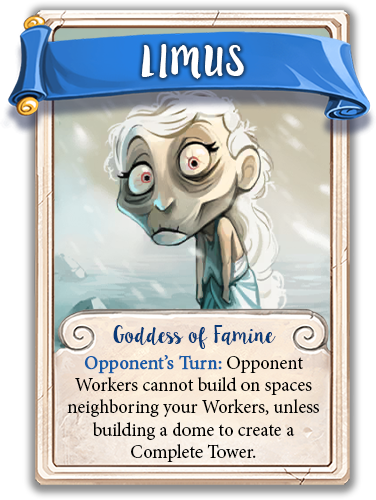 LIMUS
Goddess of Famine
Opponent's Turn: Opponent
Workers cannot build on spaces
neighboring your Workers, unless
building a dome to create a
Complete Tower.